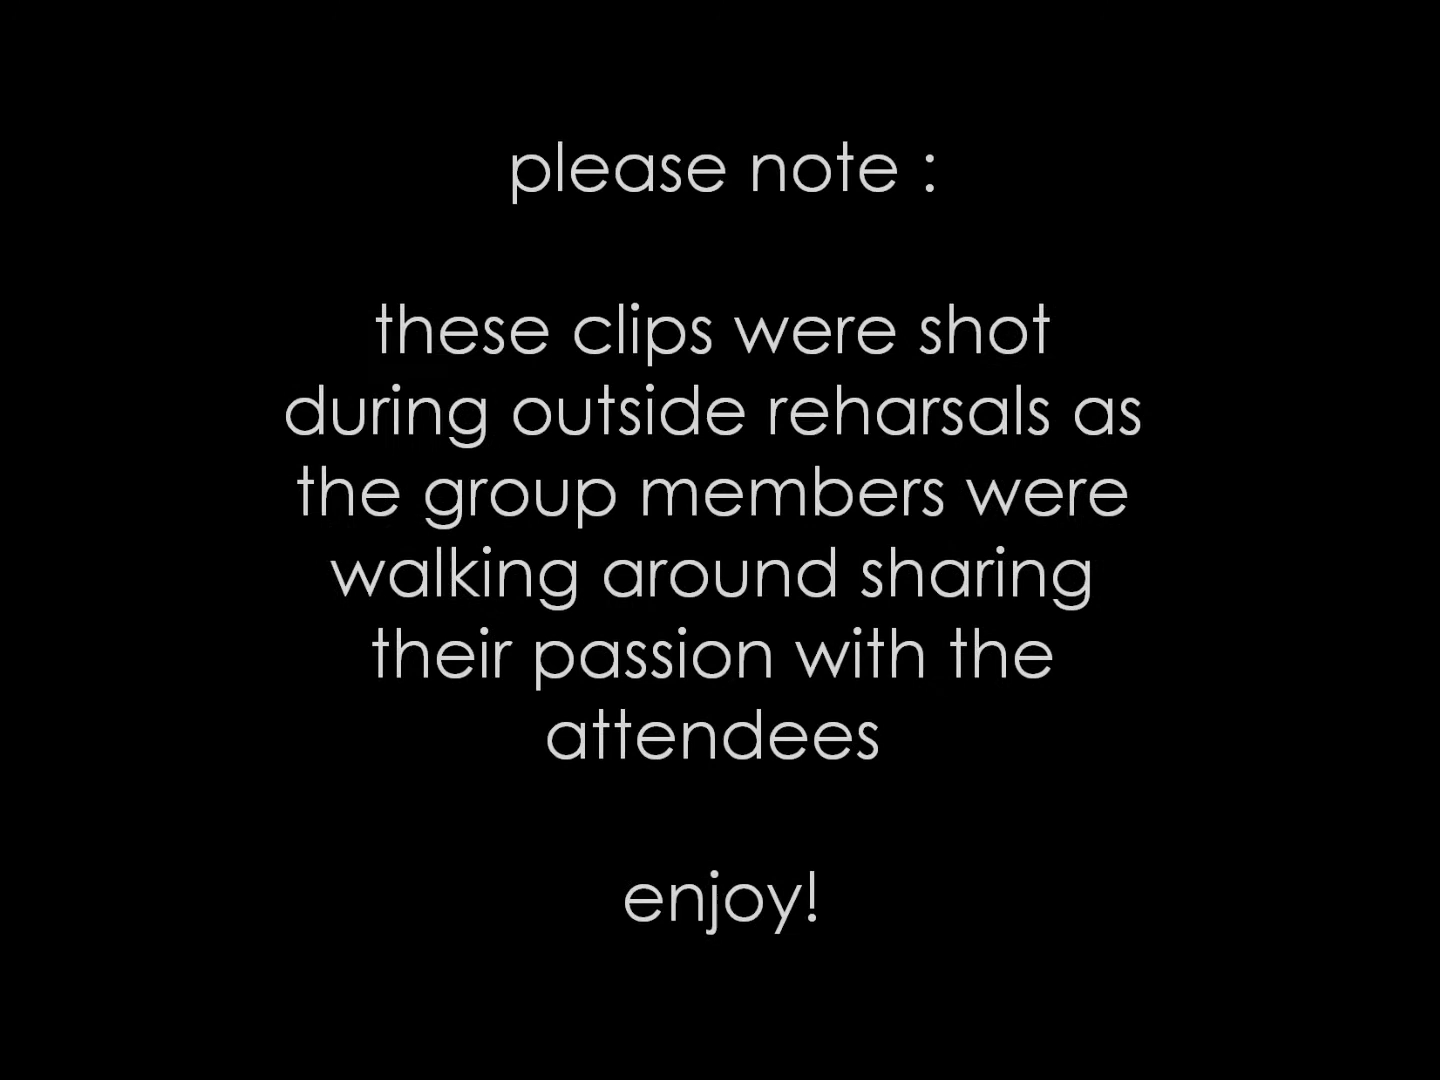 please note :
these clips were shot
during outside reharsals as
the group members were
walking around sharing
their passion with the
attendees
enjoy!